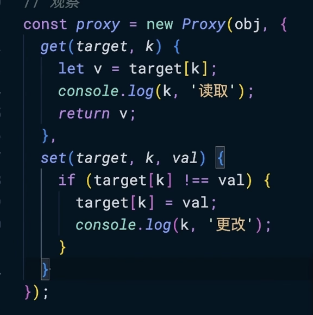 // 观察
const proxy = new Proxy(obj, {
  get(target, k) {
    let v = target[k];
    console.log(k, '读取');
    return v;
  },
  set(target, k, val) {
    if (target[k] !== val) {
      target[k] = val;
      console.log(k, '更改');
    }
  }
});